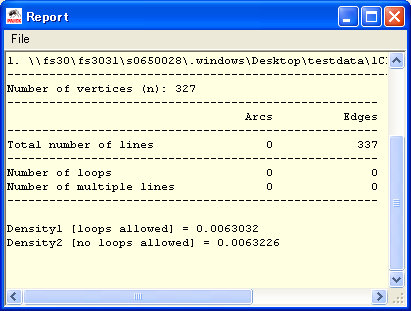 Report
File
1. \\fs30\fs3031\s0650028\.windows\Desktop\testdata\1C
Number of vertices (n): 327
Arcs Edges
Total number of lines 0 337
Number of loops 0 0
Number of multiple lines 0 0
Density1 [loops allowed] = 0.0063032
Density2 [no loops allowed] = 0.0063226